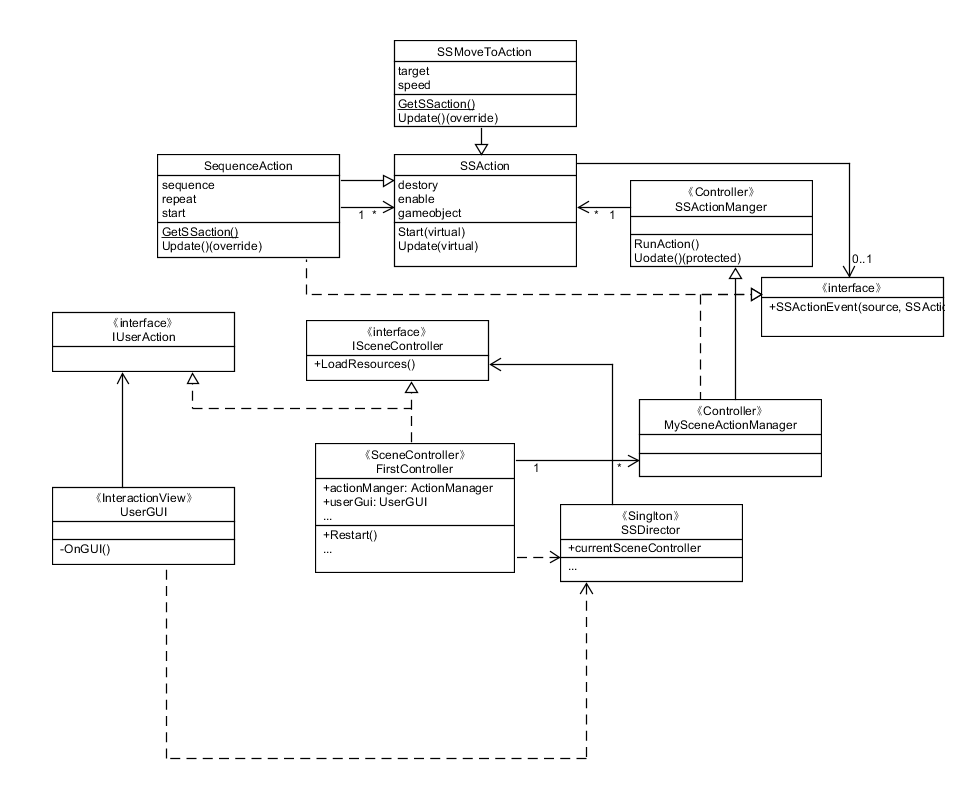 SSMoveToAction
target
speed
GetSSaction()
Update()(override)
SequenceAction
sequence
repeat
start
GetSSaction()
Update()(override)
1 *
SSAction
destory
enable
gameobject
Start(virtual)
Update(virtual)
* 1
《Controller》
SSActionManger
RunAction()
Uodate()(protected)
0..1
《interface》
+SSActionEvent(source, SSActic
《interface》
IUserAction
《interface》
ISceneController
+LoadResources()
《Controller》
MySceneActionManager
《SceneController》
FirstController
+actionManger: ActionManager
+userGui: UserGUI
...
+Restart()
...
1 *
《InteractionView》
UserGUI
-OnGUI()
《Singlton》
SSDirector
+currentSceneController
...